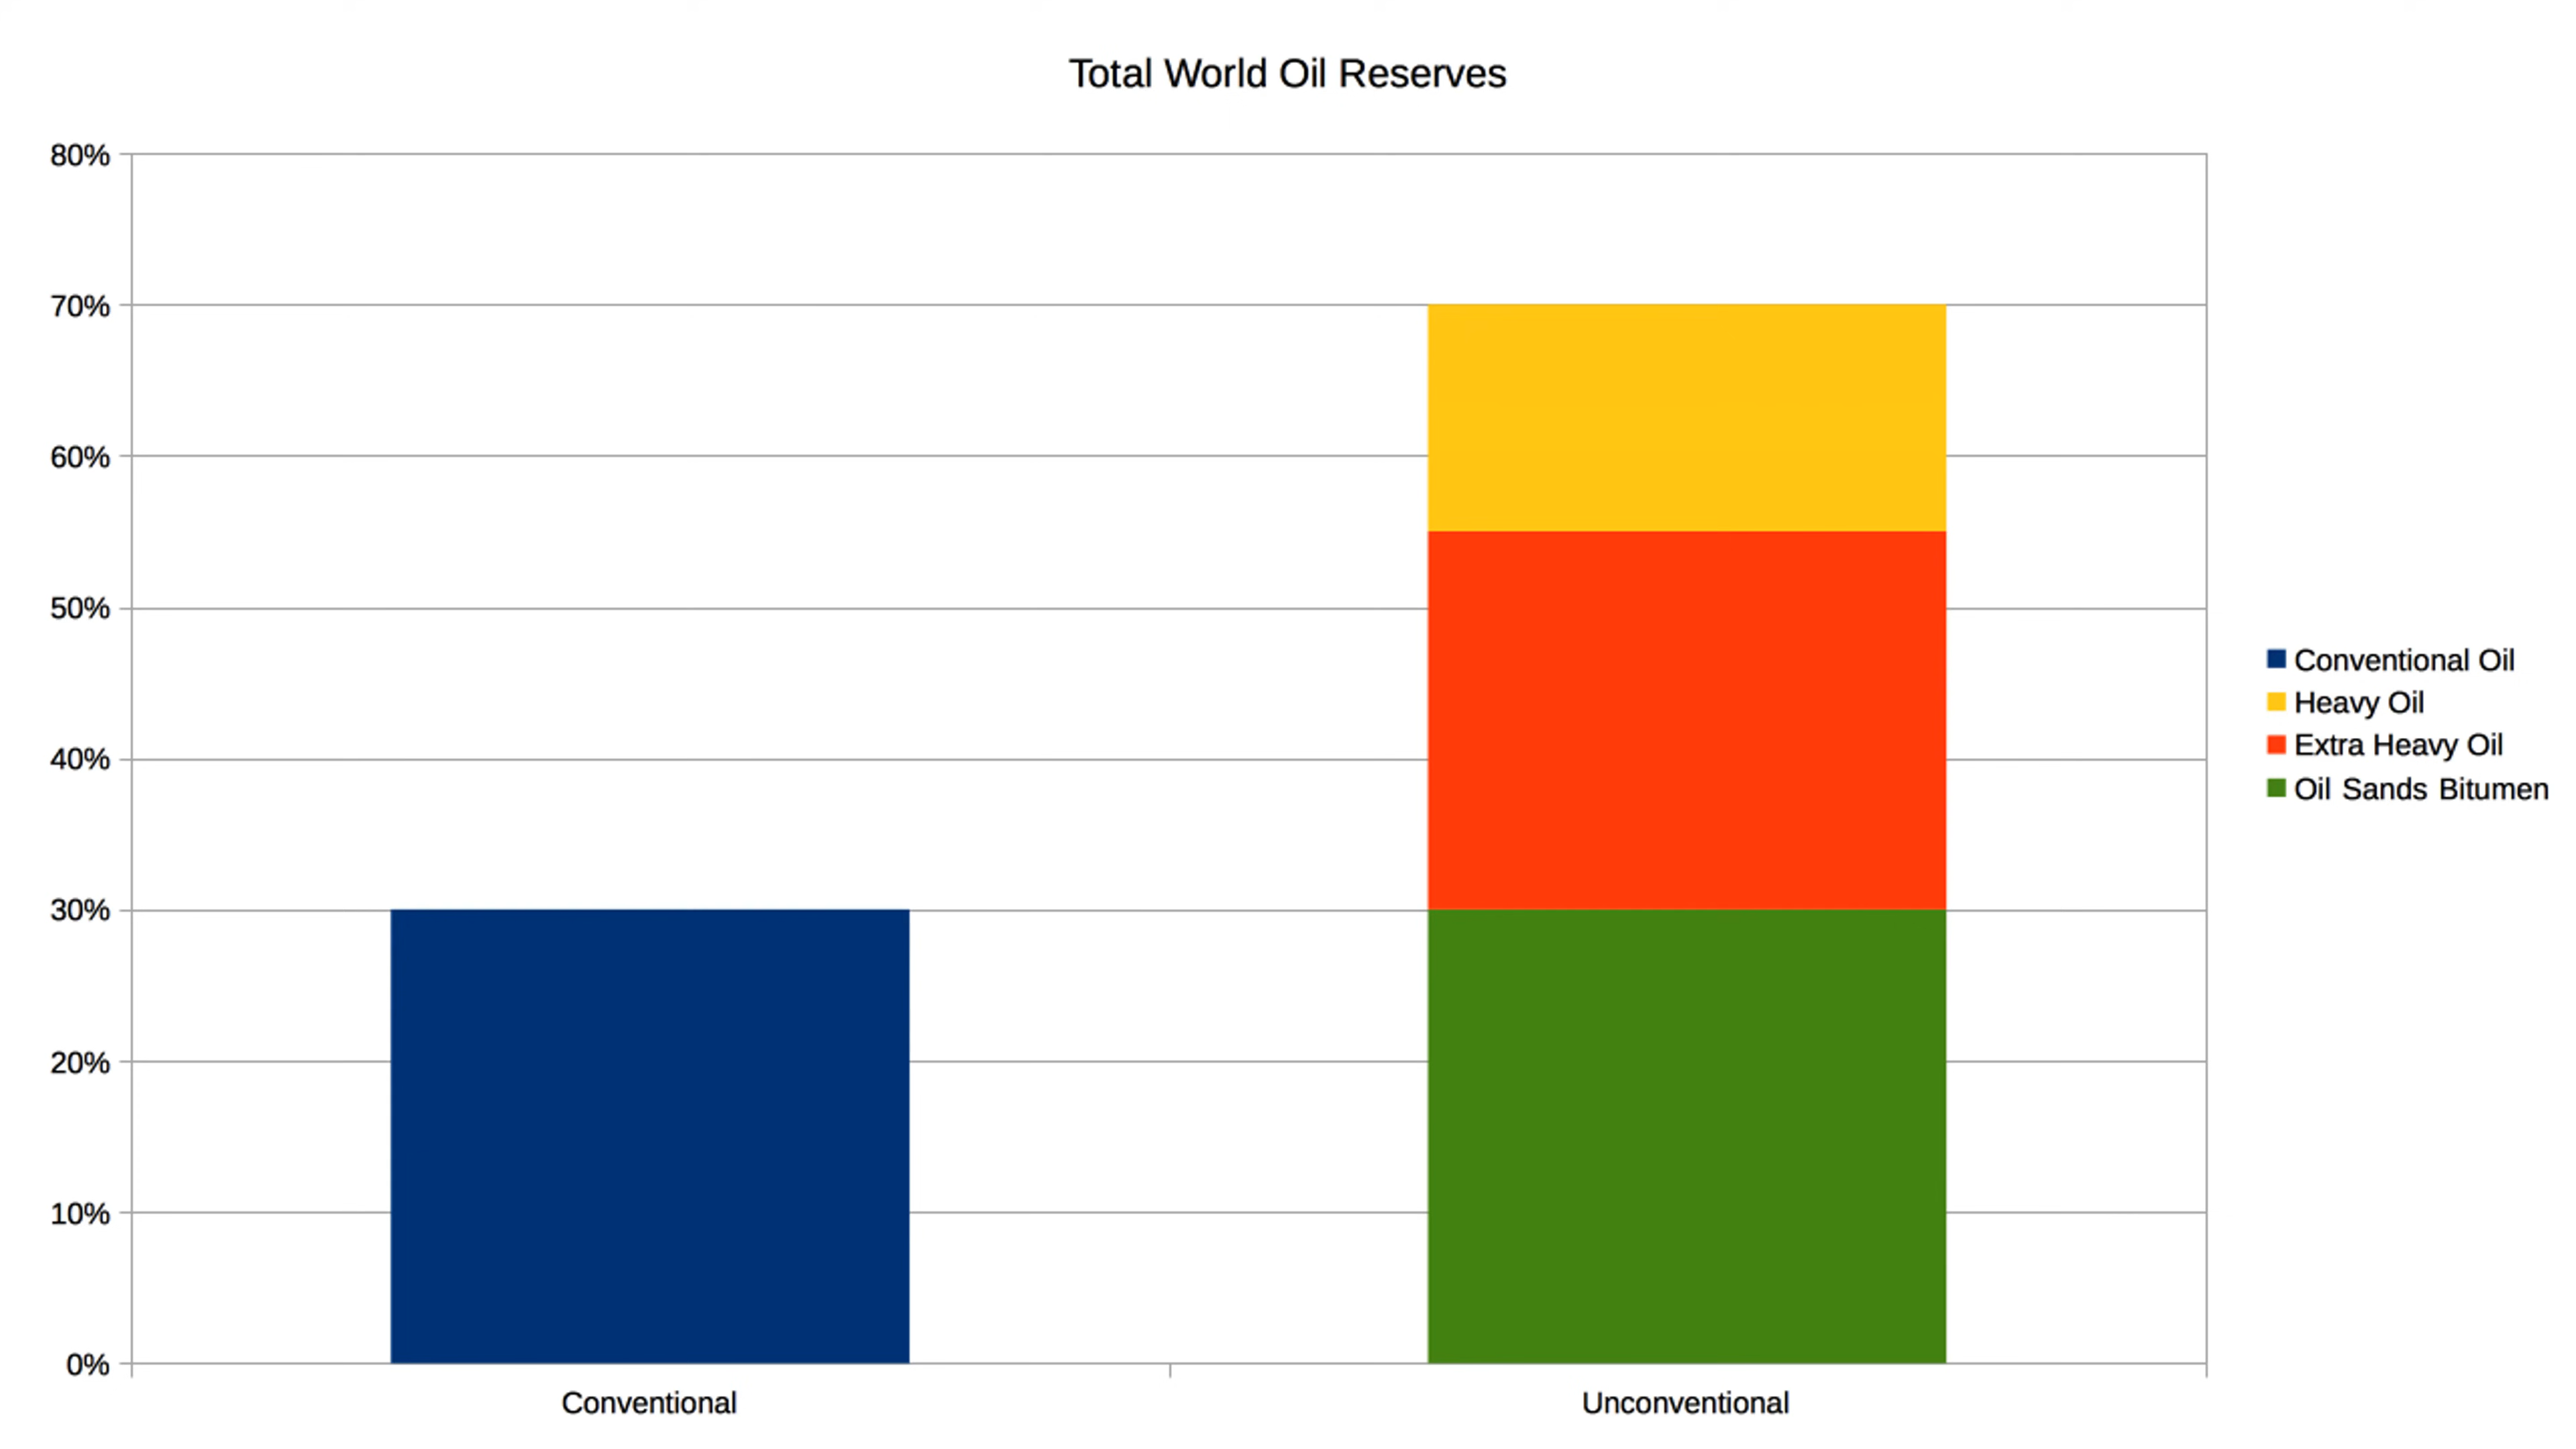 Total World Oil Reserves
80%
70%
60%
50%
40%
30%
20%
10%
0%
Conventional
Unconventional
Conventional Oil
Heavy Oil
Extra Heavy Oil
Oil Sands Bitumen